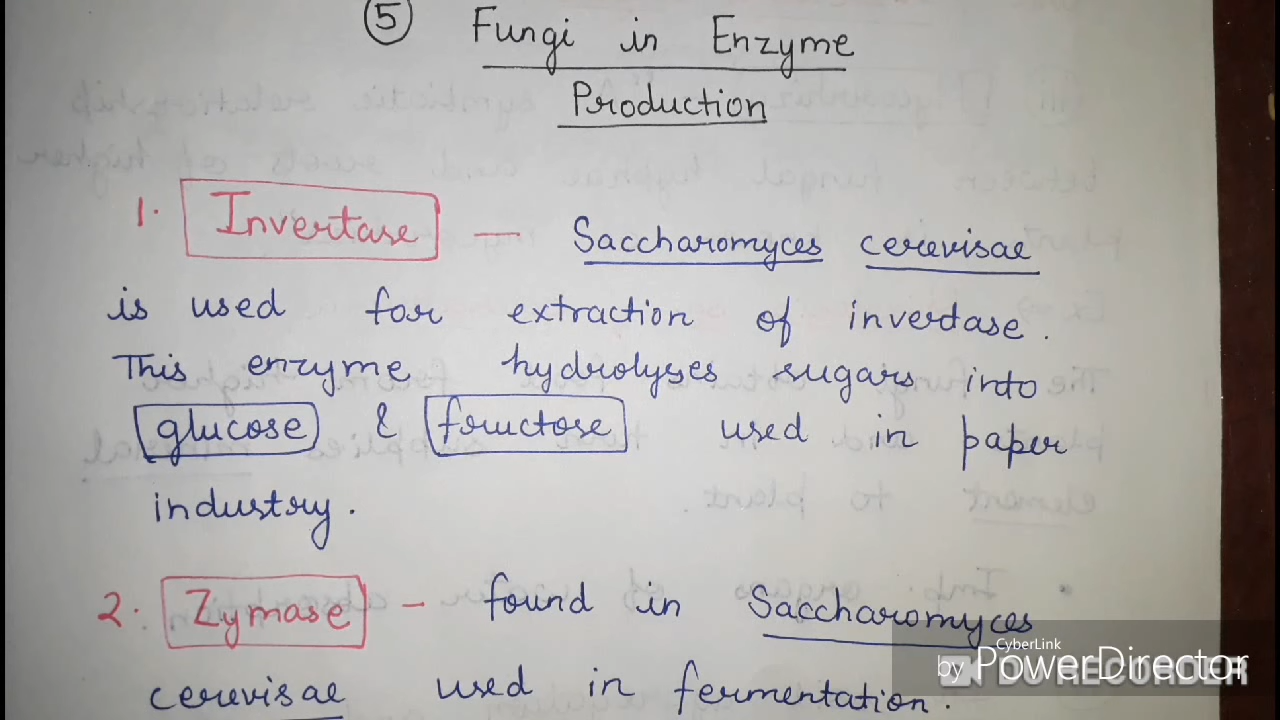 5 Fungi in Enzyme
Production
1. Invertase — Saccharomyces cerevisae
is used for extraction of invertase.
This enzyme hydrolyses sugars into
glucose & fructose used in paper
industry.
2. Zymase – found in Saccharomyces
cerevisae used in fermentation.
CyberLink
by PowerDirector